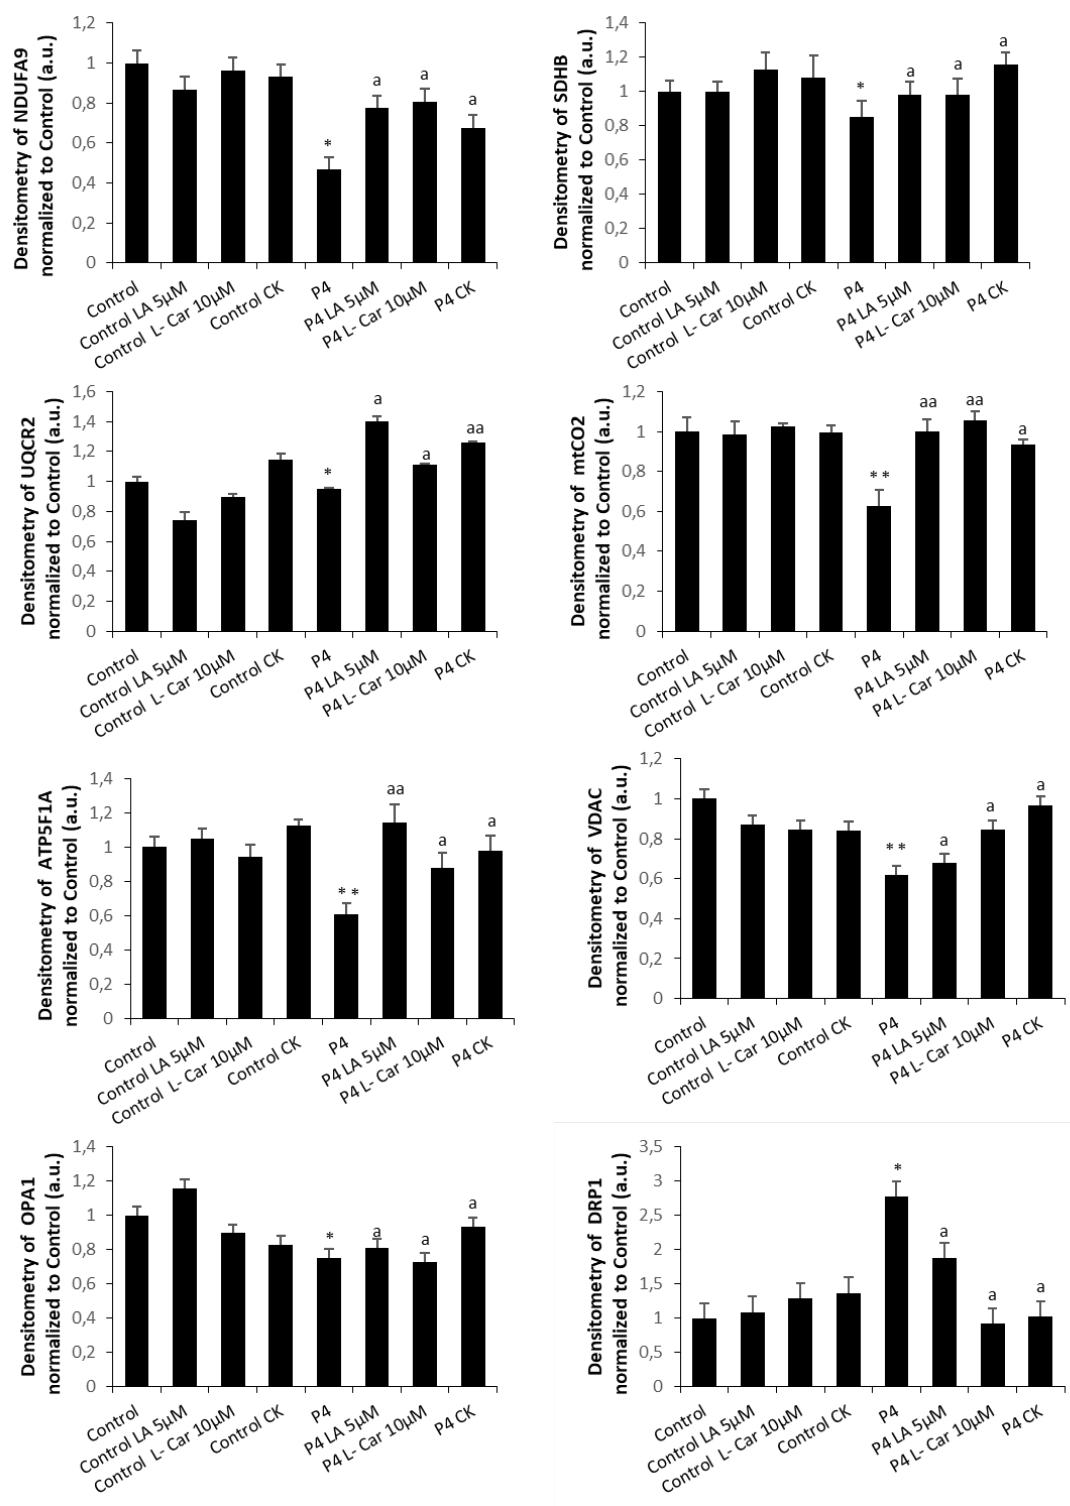 Densitometry of NDUFA9
normalized to Control (a.u.)
1,2
1
0,8
0,6
0,4
0,2
0
*
a
a
a
Control
Control LA 5µM
Control L- Car 10µM
Control CK
P4
P4 LA 5µM
P4 L- Car 10µM
P4 CK
Densitometry of SDHB
normalized to Control (a.u.)
1,4
1,2
1
0,8
0,6
0,4
0,2
0
*
a
a
a
Control
Control LA 5µM
Control L- Car 10µM
Control CK
P4
P4 LA 5µM
P4 L- Car 10µM
P4 CK
Densitometry of UQCR2
normalized to Control (a.u.)
1,6
1,4
1,2
1
0,8
0,6
0,4
0,2
0
*
a
a
aa
Control
Control LA 5µM
Control L- Car 10µM
Control CK
P4
P4 LA 5µM
P4 L- Car 10µM
P4 CK
Densitometry of mtCO2
normalized to Control (a.u.)
1,2
1
0,8
0,6
0,4
0,2
0
**
aa
aa
a
Control
Control LA 5µM
Control L- Car 10µM
Control CK
P4
P4 LA 5µM
P4 L- Car 10µM
P4 CK
Densitometry of ATP5F1A
normalized to Control (a.u.)
1,4
1,2
1
0,8
0,6
0,4
0,2
0
**
aa
a
a
Control
Control LA 5µM
Control L- Car 10µM
Control CK
P4
P4 LA 5µM
P4 L- Car 10µM
P4 CK
Densitometry of VDAC
normalized to Control (a.u.)
1,2
1
0,8
0,6
0,4
0,2
0
**
a
a
a
Control
Control LA 5µM
Control L- Car 10µM
Control CK
P4
P4 LA 5µM
P4 L- Car 10µM
P4 CK
Densitometry of OPA1
normalized to Control (a.u.)
1,4
1,2
1
0,8
0,6
0,4
0,2
0
*
a
a
a
Control
Control LA 5µM
Control L- Car 10µM
Control CK
P4
P4 LA 5µM
P4 L- Car 10µM
P4 CK
Densitometry of DRP1
normalized to Control (a.u.)
3,5
3
2,5
2
1,5
1
0,5
0
*
a
a
a
Control
Control LA 5µM
Control L- Car 10µM
Control CK
P4
P4 LA 5µM
P4 L- Car 10µM
P4 CK